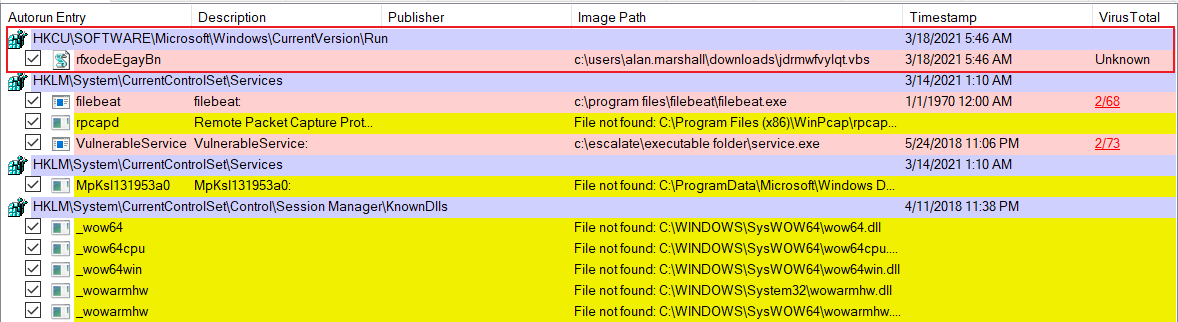 Autorun Entry Description Publisher Image Path Timestamp VirusTotal
HKCU\SOFTWARE\Microsoft\Windows\CurrentVersion\Run 3/18/2021 5:46 AM
rfxodeEgayBn c:\users\alan.marshall\downloads\jdrmwfvylqt.vbs 3/18/2021 5:46 AM Unknown
HKLM\System\CurrentControlSet\Services 3/14/2021 1:10 AM
filebeat filebeat: c:\program files\filebeat\filebeat.exe 1/1/1970 12:00 AM 2/68
rpcapd Remote Packet Capture Prot... File not found: C:\Program Files (x86)\WinPcap\rpcap...
VulnerableService VulnerableService: c:\escalate\executable folder\service.exe 5/24/2018 11:06 PM 2/73
HKLM\System\CurrentControlSet\Services 3/14/2021 1:10 AM
MpKsl131953a0 MpKsl131953a0: File not found: C:\ProgramData\Microsoft\Windows D...
HKLM\System\CurrentControlSet\Control\Session Manager\KnownDlls 4/11/2018 11:38 PM
_wow64 File not found: C:\WINDOWS\SysWOW64\wow64.dll
_wow64cpu File not found: C:\WINDOWS\SysWOW64\wow64cpu....
_wow64win File not found: C:\WINDOWS\SysWOW64\wow64win.dll
_wowarmhw File not found: C:\WINDOWS\System32\wowarmhw.dll
_wowarmhw File not found: C:\WINDOWS\SysWOW64\wowarmhw....